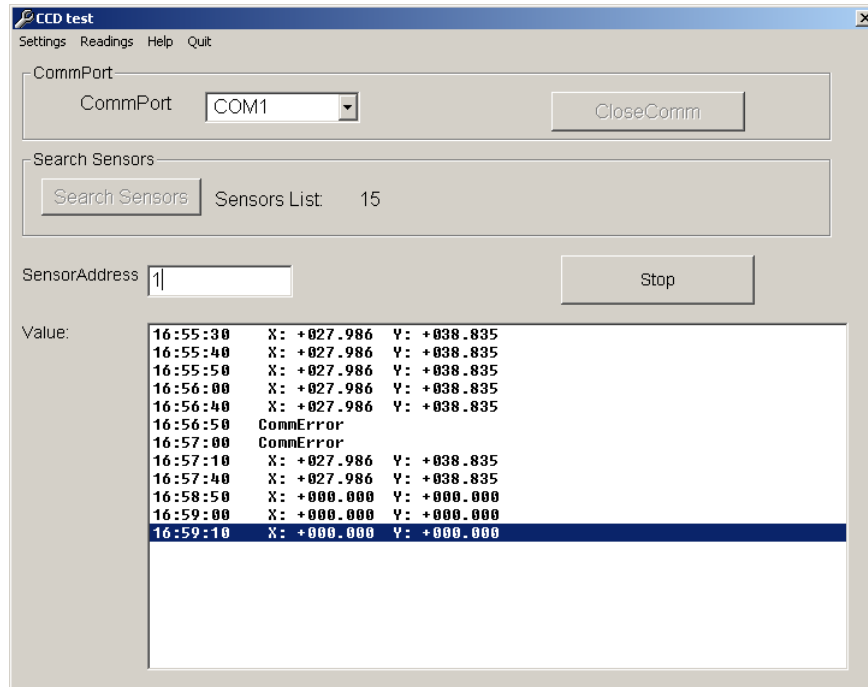 CCD test
Settings Readings Help Quit
CommPort
CommPort COM1 CloseComm
Search Sensors
Search Sensors Sensors List: 15
SensorAddress 1 Stop
Value:
16:55:30 X: +027.986 Y: +038.835
16:55:40 X: +027.986 Y: +038.835
16:55:50 X: +027.986 Y: +038.835
16:56:00 X: +027.986 Y: +038.835
16:56:40 X: +027.986 Y: +038.835
16:56:50 CommError
16:57:00 CommError
16:57:10 X: +027.986 Y: +038.835
16:57:40 X: +027.986 Y: +038.835
16:58:50 X: +000.000 Y: +000.000
16:59:00 X: +000.000 Y: +000.000
16:59:10 X: +000.000 Y: +000.000